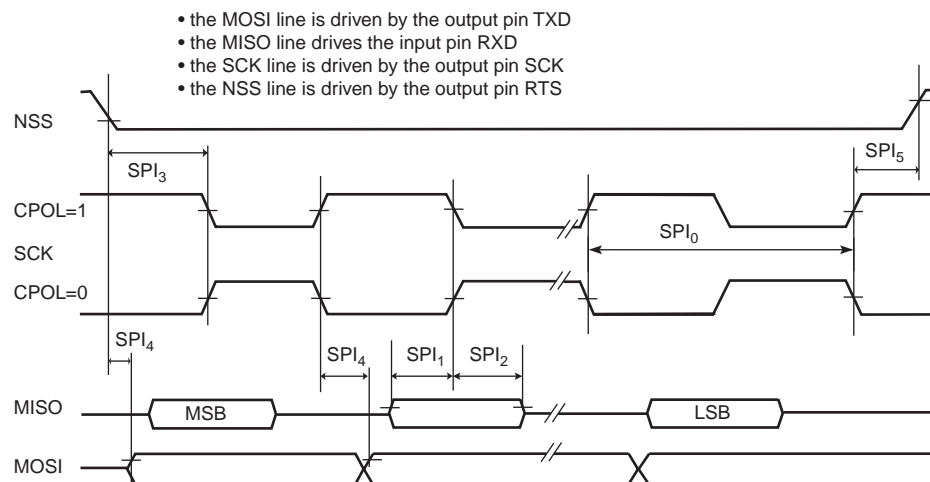 • the MOSI line is driven by the output pin TXD
• the MISO line drives the input pin RXD
• the SCK line is driven by the output pin SCK
• the NSS line is driven by the output pin RTS
NSS
SPI₃
SPI₅
CPOL=1
SPI₀
SCK
CPOL=0
SPI₄
SPI₄
SPI₁
SPI₂
MISO
MSB
LSB
MOSI